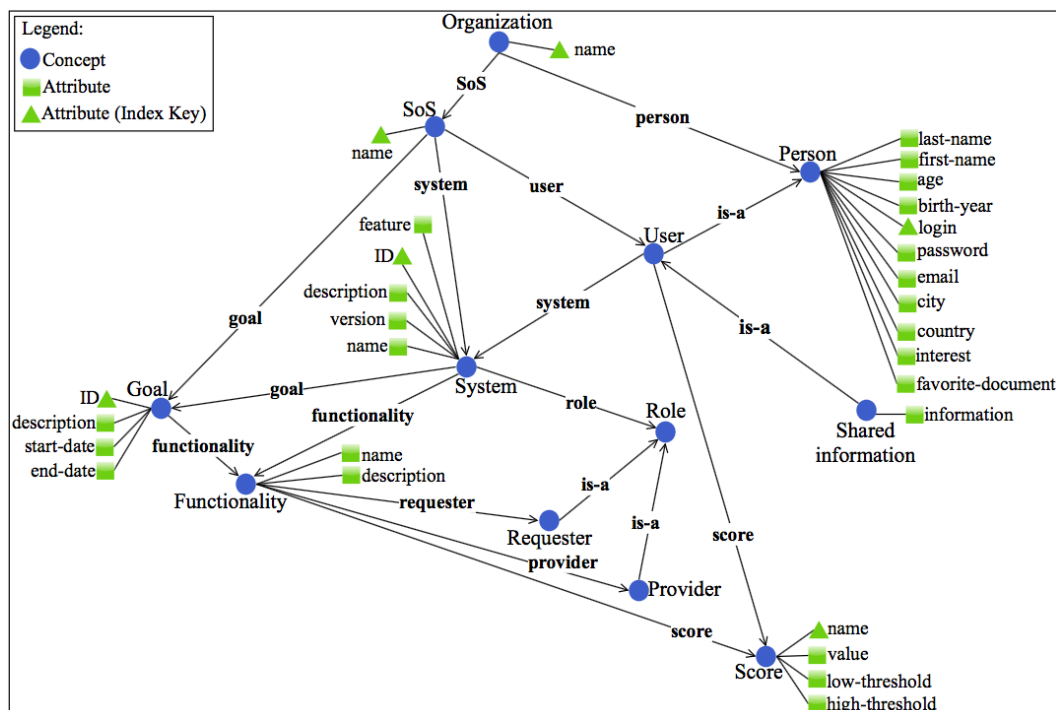 Legend:
Concept
Attribute
Attribute (Index Key)
Organization
name
SoS
SoS
name
person
Person
last-name
first-name
age
birth-year
login
password
email
city
country
interest
favorite-document
system
user
is-a
feature
User
ID
description
version
name
system
is-a
goal
System
Goal
goal
ID
description
start-date
end-date
functionality
functionality
role
Role
information
Shared
information
name
description
Functionality
requester
is-a
Requester
is-a
provider
Provider
score
score
Score
name
value
low-threshold
high-threshold